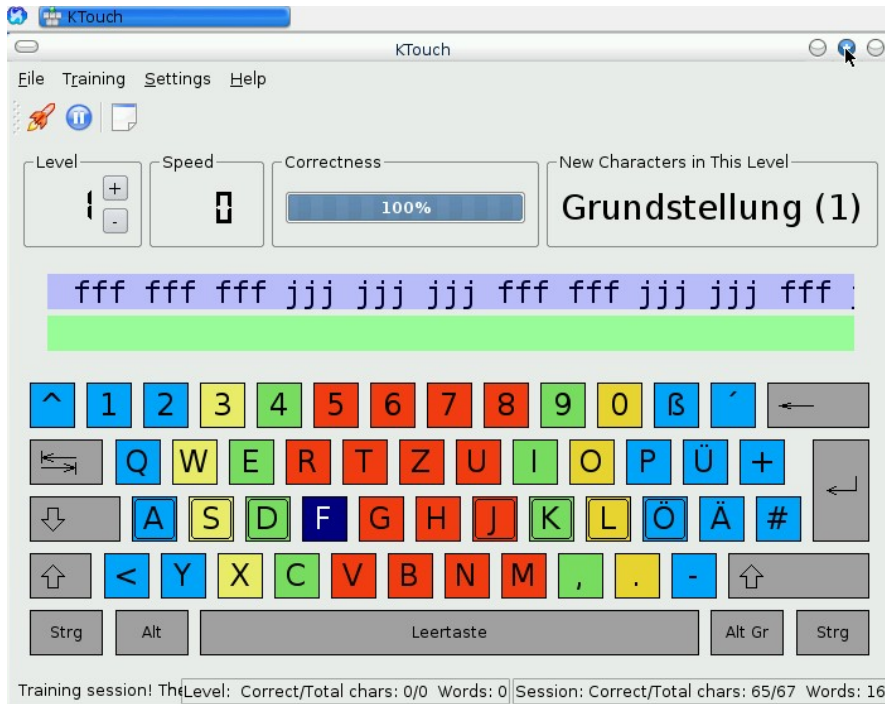 KTouch
KTouch
File Training Settings Help
Level Speed Correctness New Characters in This Level
1 + - 0 100% Grundstellung (1)
fff fff fff jjj jjj jjj fff fff jjj jjj fff
^ 1 2 3 4 5 6 7 8 9 0 ß ´
Q W E R T Z U I O P Ü +
A S D F G H J K L Ö Ä #
< Y X C V B N M , . -
Strg Alt Leertaste Alt Gr Strg
Training session! The Level: Correct/Total chars: 0/0 Words: 0 Session: Correct/Total chars: 65/67 Words: 16